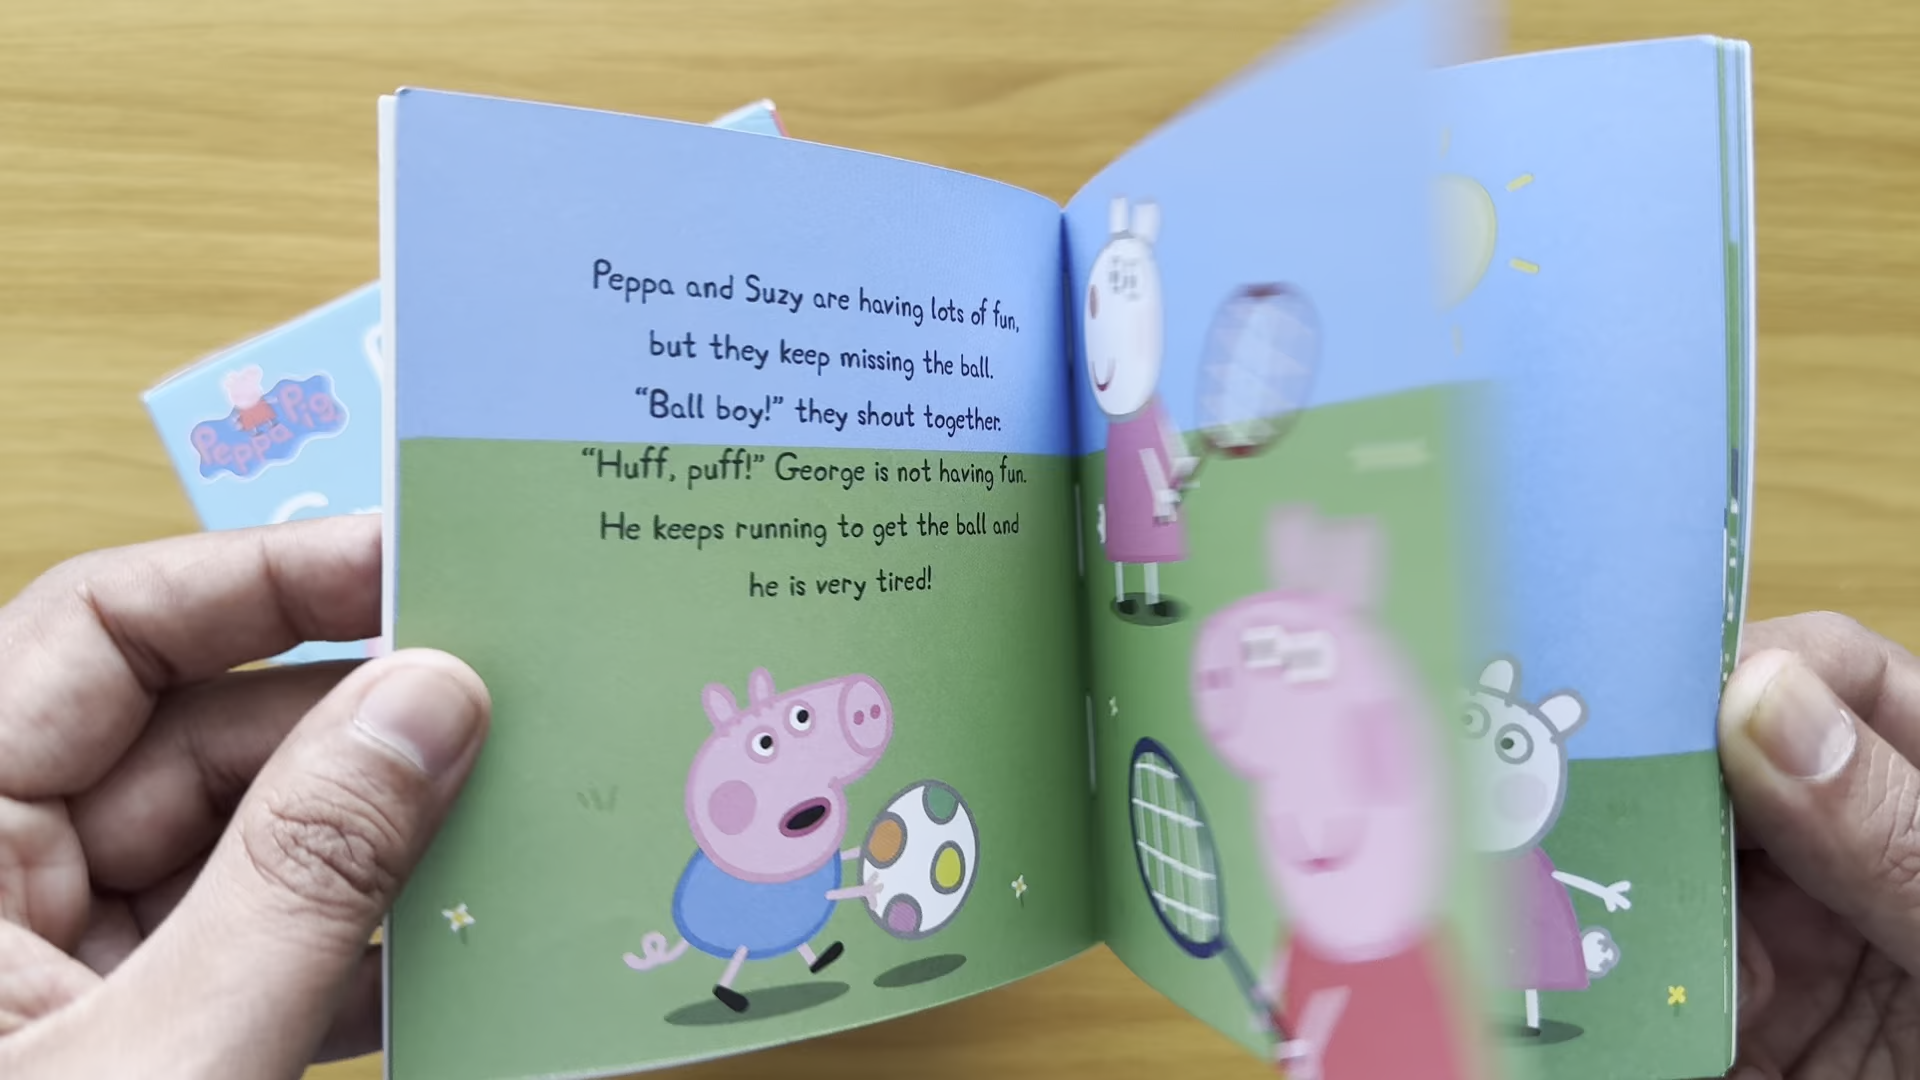 Peppa and Suzy are having lots of fun,
but they keep missing the ball.
“Ball boy!” they shout together.
“Huff, puff!” George is not having fun.
He keeps running to get the ball and
he is very tired!
Peppa Pig